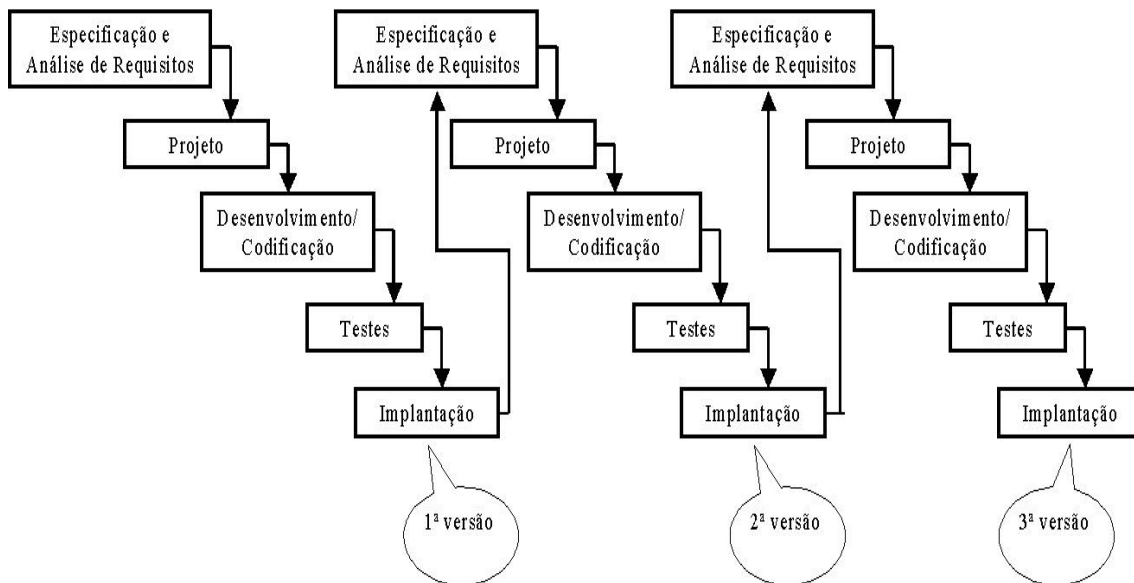 Especificação e
Análise de Requisitos
Projeto
Desenvolvimento/
Codificação
Testes
Implantação
1ª versão
Especificação e
Análise de Requisitos
Projeto
Desenvolvimento/
Codificação
Testes
Implantação
2ª versão
Especificação e
Análise de Requisitos
Projeto
Desenvolvimento/
Codificação
Testes
Implantação
3ª versão